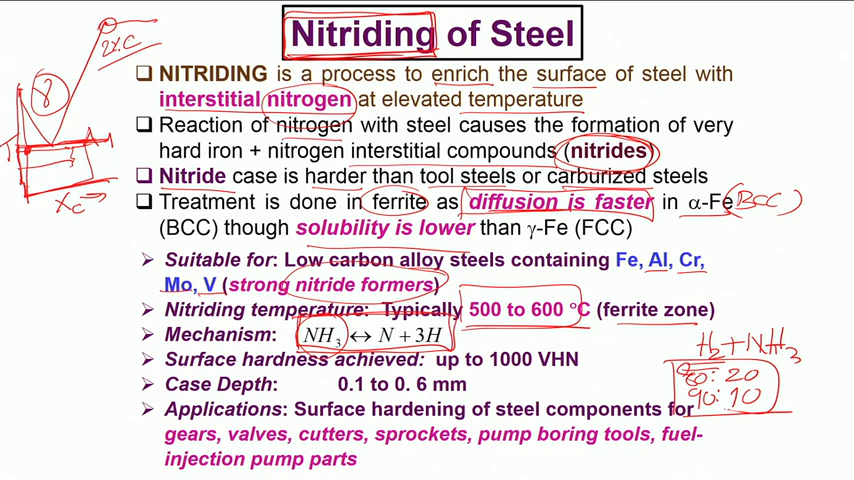 Nitriding of Steel
2%C
γ
T
Xc
❑ NITRIDING is a process to enrich the surface of steel with
interstitial nitrogen at elevated temperature
❑ Reaction of nitrogen with steel causes the formation of very
hard iron + nitrogen interstitial compounds (nitrides)
❑ Nitride case is harder than tool steels or carburized steels
❑ Treatment is done in ferrite as diffusion is faster in α-Fe (BCC)
(BCC) though solubility is lower than γ-Fe (FCC)
➢ Suitable for: Low carbon alloy steels containing Fe, Al, Cr,
Mo, V (strong nitride formers)
➢ Nitriding temperature: Typically 500 to 600 °C (ferrite zone)
➢ Mechanism: NH₃ ↔ N + 3H
H₂+NH₃
➢ Surface hardness achieved: up to 1000 VHN
80:20
➢ Case Depth: 0.1 to 0. 6 mm
90:10
➢ Applications: Surface hardening of steel components for
gears, valves, cutters, sprockets, pump boring tools, fuel-
injection pump parts